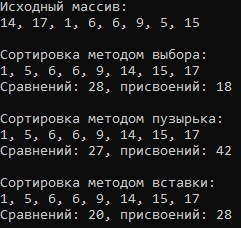 Исходный массив:
14, 17, 1, 6, 6, 9, 5, 15
Сортировка методом выбора:
1, 5, 6, 6, 9, 14, 15, 17
Сравнений: 28, присвоений: 18
Сортировка методом пузырька:
1, 5, 6, 6, 9, 14, 15, 17
Сравнений: 27, присвоений: 42
Сортировка методом вставки:
1, 5, 6, 6, 9, 14, 15, 17
Сравнений: 20, присвоений: 28